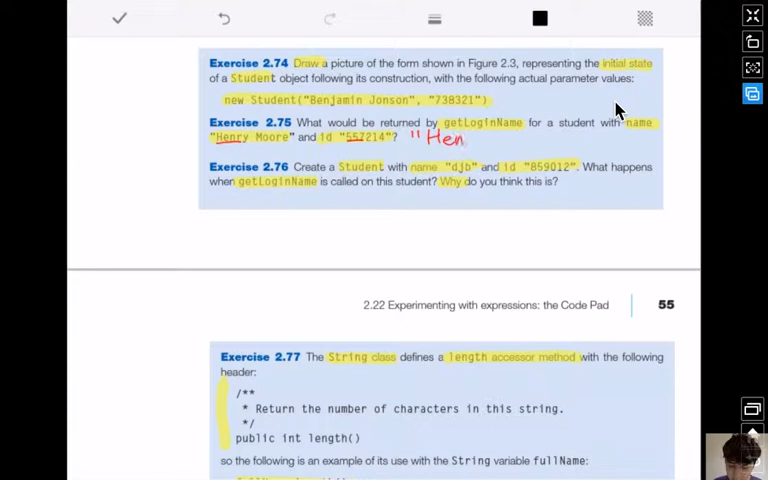 Exercise 2.74 Draw a picture of the form shown in Figure 2.3, representing the initial state
of a Student object following its construction, with the following actual parameter values:
new Student("Benjamin Jonson", "738321")
Exercise 2.75 What would be returned by getLoginName for a student with name
"Henry Moore" and id "557214"? "Hen
Exercise 2.76 Create a Student with name "djb" and id "859012". What happens
when getLoginName is called on this student? Why do you think this is?
2.22 Experimenting with expressions: the Code Pad 55
Exercise 2.77 The String class defines a length accessor method with the following
header:
/**
* Return the number of characters in this string.
*/
public int length()
so the following is an example of its use with the String variable fullName: